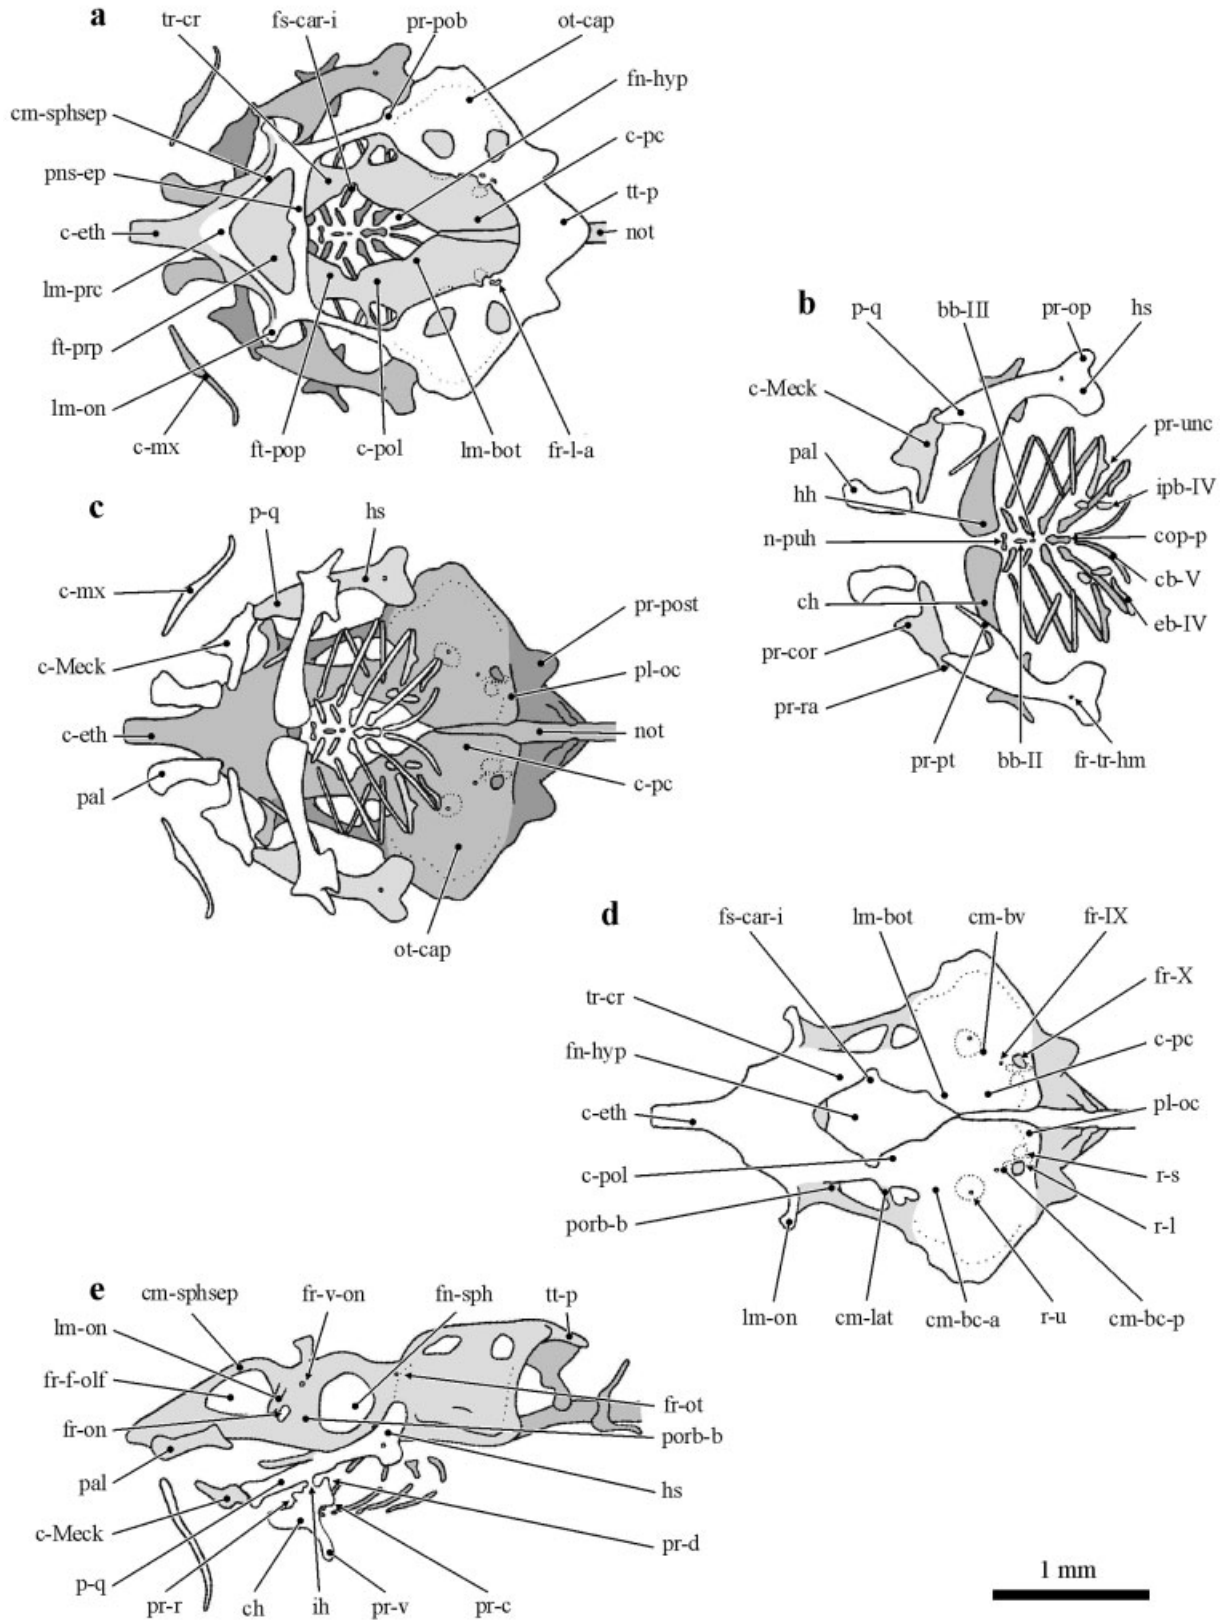 a
tr-cr fs-car-i pr-pob ot-cap
fn-hyp
cm-sphsep
c-pc
pns-ep
tt-p
c-eth
not
lm-prc
ft-prp
lm-on
c-mx ft-pop c-pol lm-bot fr-l-a
b
p-q bb-III pr-op hs
c-Meck
pr-unc
pal
ipb-IV
hh
n-puh
cop-p
cb-V
ch
eb-IV
pr-cor
pr-ra
pr-pt bb-II fr-tr-hm
c
p-q hs
c-mx
pr-post
c-Meck
pl-oc
c-eth
not
pal
c-pc
ot-cap
d
fs-car-i lm-bot cm-bv fr-IX
tr-cr
fr-X
fn-hyp
c-pc
c-eth
pl-oc
c-pol
r-s
porb-b
r-l
lm-on cm-lat cm-bc-a r-u cm-bc-p
e
cm-sphsep fr-v-on fn-sph tt-p
lm-on
fr-f-olf
fr-on
fr-ot
porb-b
pal
hs
c-Meck
pr-d
p-q
pr-r ch ih pr-v pr-c
1 mm